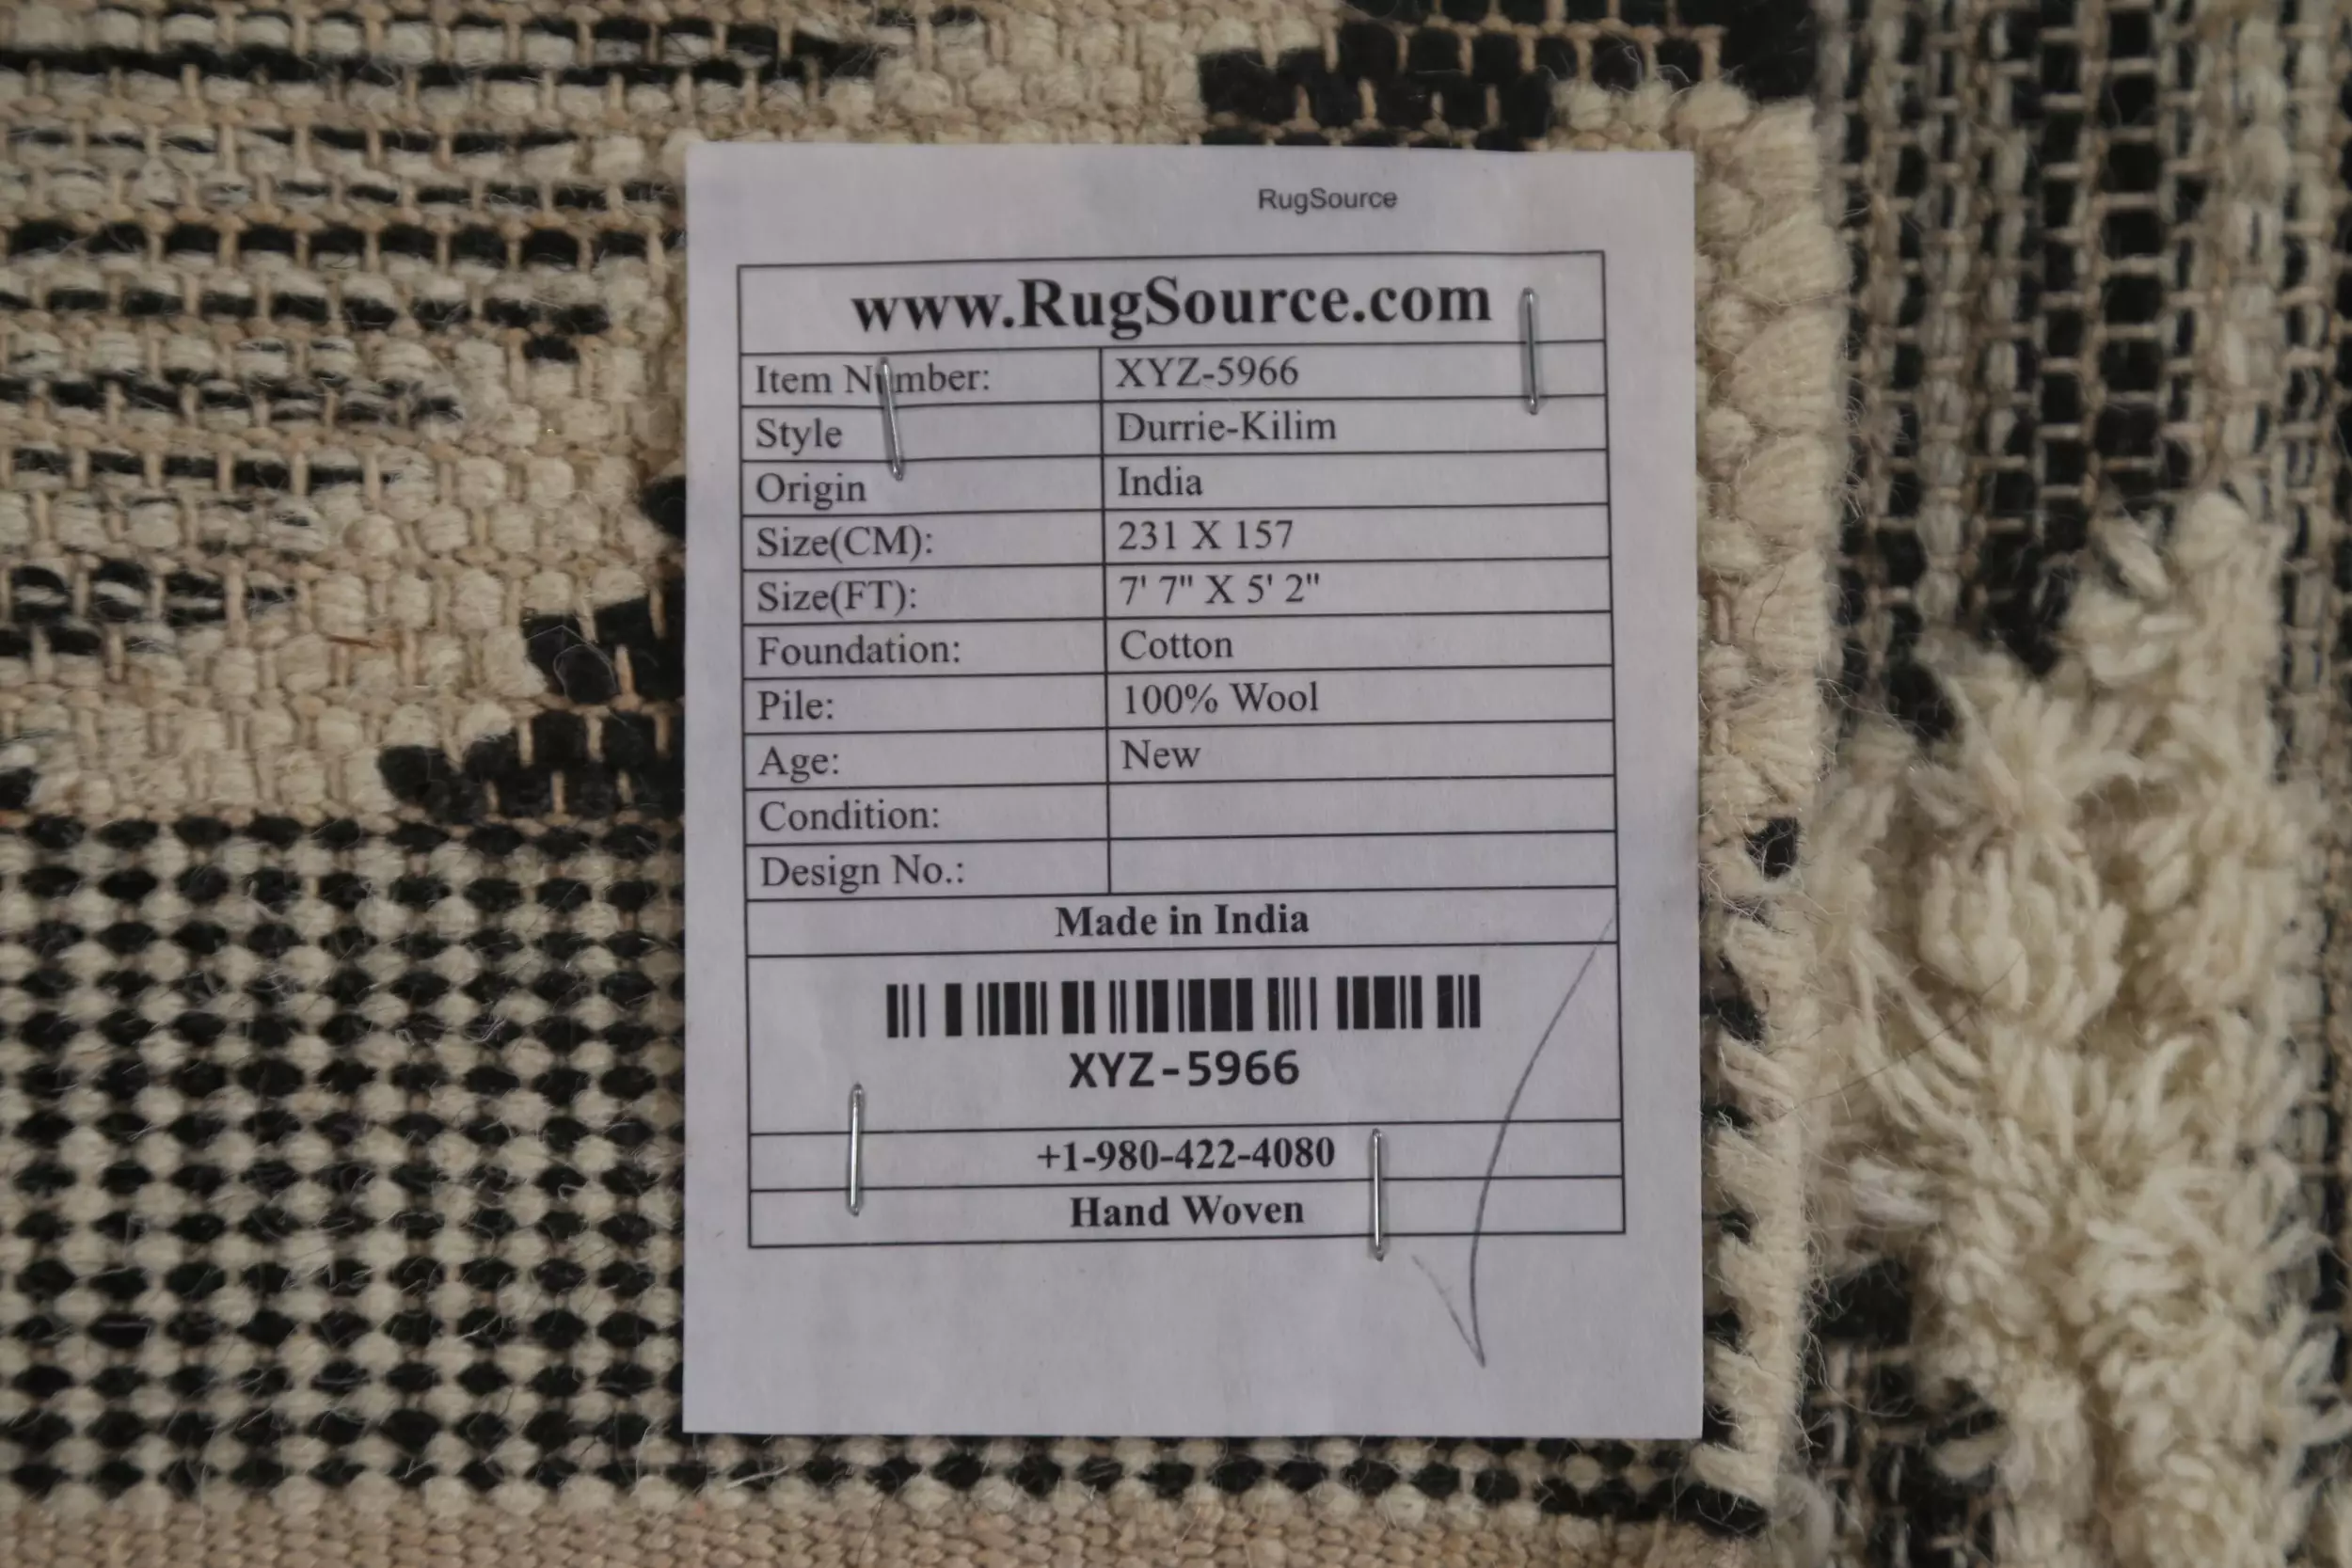 RugSource
www.RugSource.com
Item Number: XYZ-5966
Style Durrie-Kilim
Origin India
Size(CM): 231 X 157
Size(FT): 7' 7" X 5' 2"
Foundation: Cotton
Pile: 100% Wool
Age: New
Condition:
Design No.:
Made in India
XYZ-5966
+1-980-422-4080
Hand Woven